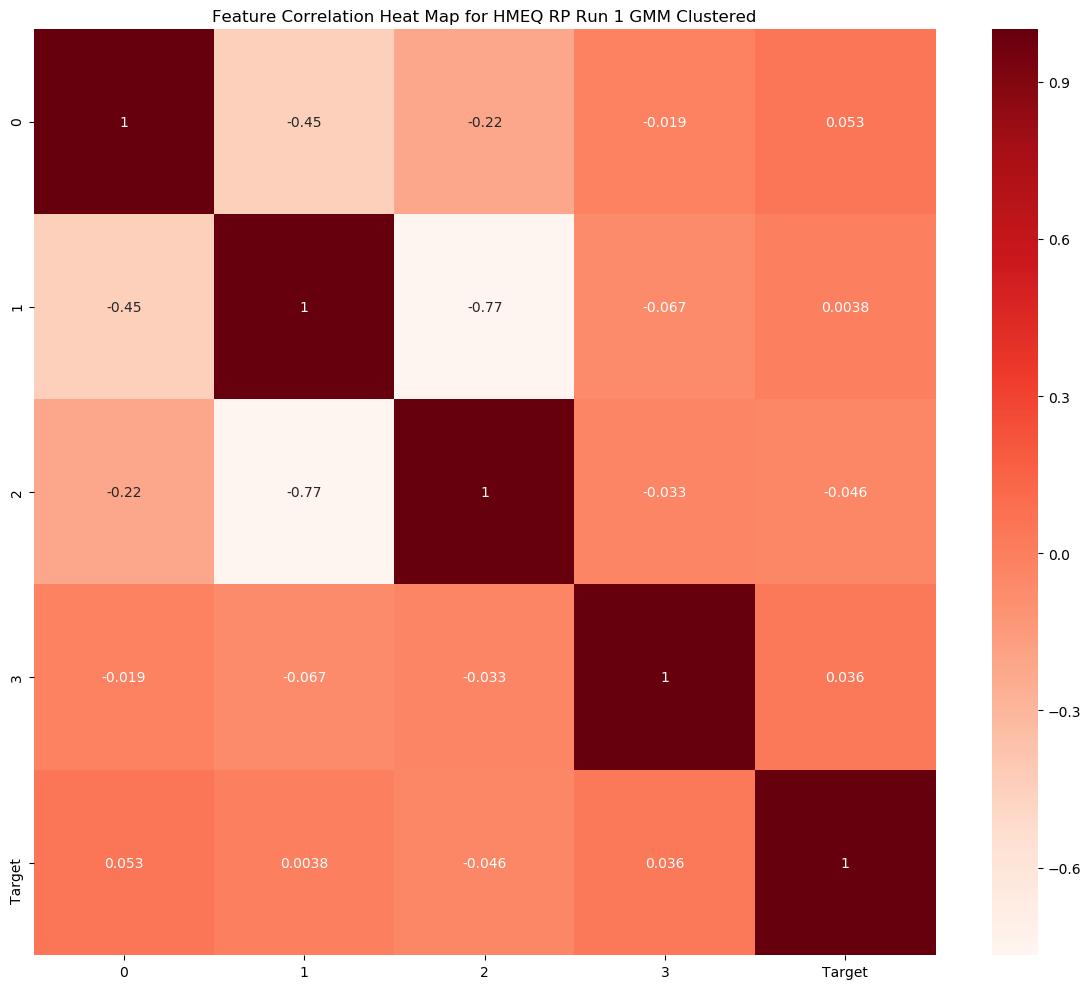 Feature Correlation Heat Map for HMEQ RP Run 1 GMM Clustered
0 1 -0.45 -0.22 -0.019 0.053
1 -0.45 1 -0.77 -0.067 0.0038
2 -0.22 -0.77 1 -0.033 -0.046
3 -0.019 -0.067 -0.033 1 0.036
Target 0.053 0.0038 -0.046 0.036 1
0 1 2 3 Target
0.9
0.6
0.3
0.0
−0.3
−0.6